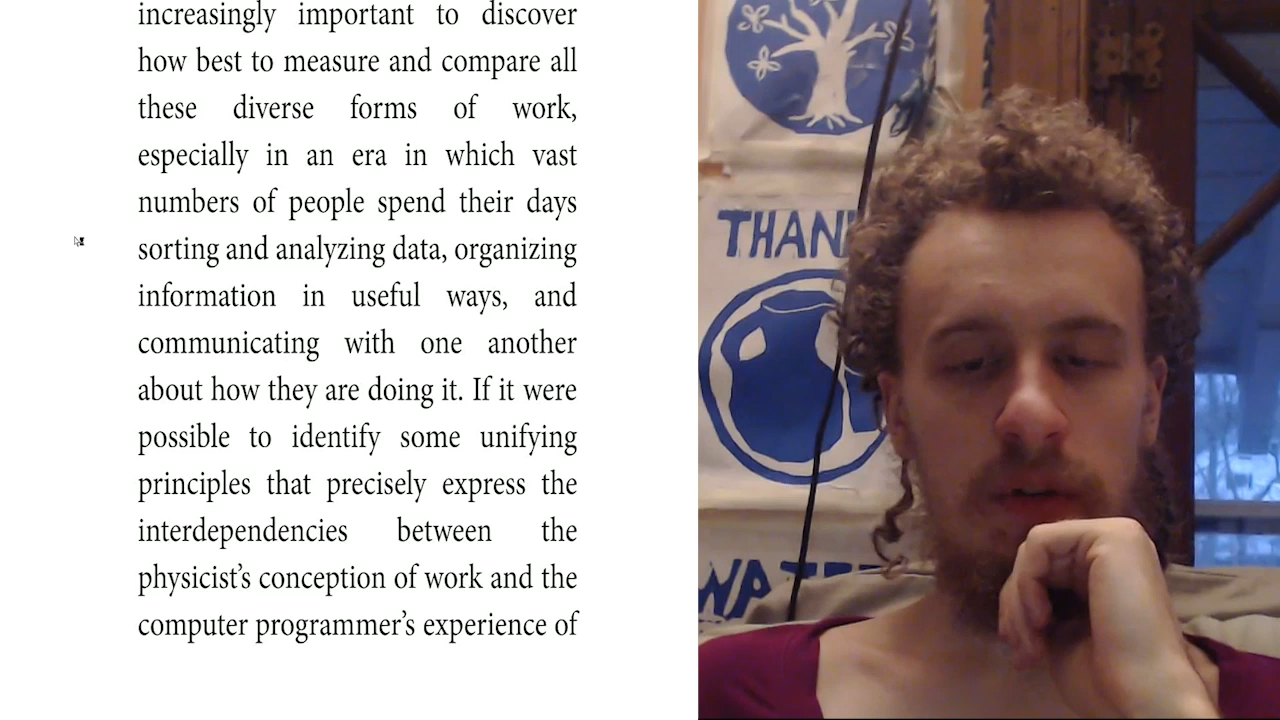 increasingly important to discover
how best to measure and compare all
these diverse forms of work,
especially in an era in which vast
numbers of people spend their days
sorting and analyzing data, organizing
information in useful ways, and
communicating with one another
about how they are doing it. If it were
possible to identify some unifying
principles that precisely express the
interdependencies between the
physicist's conception of work and the
computer programmer's experience of